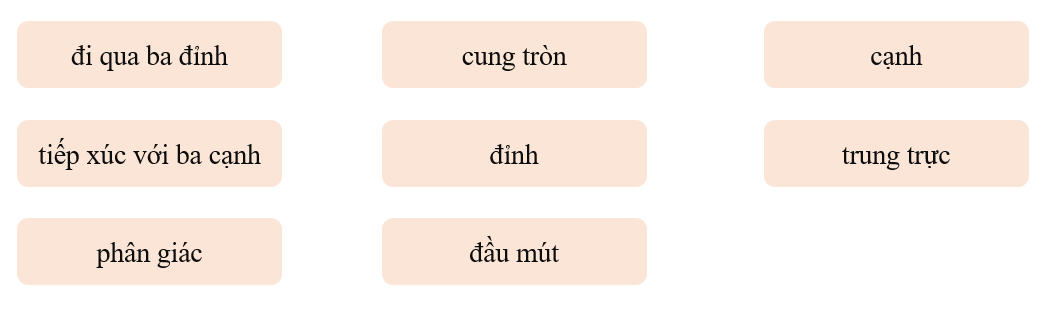 đi qua ba đỉnh
cung tròn
cạnh
tiếp xúc với ba cạnh
đỉnh
trung trực
phân giác
đầu mút